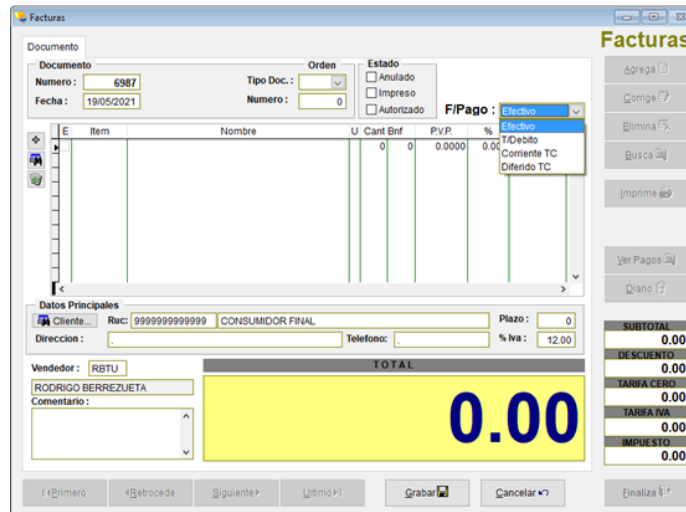 Facturas
Documento
Facturas
Documento
Orden
Estado
Numero :
6987
Tipo Doc. :
Anulado
Impreso
Fecha :
19/05/2021
Numero :
0
Autorizado
F/Pago :
Efectivo
Efectivo
T/Debito
Corriente TC
Diferido TC
E Item Nombre U Cant Bnf P.V.P. %
0 0 0.0000 0.00
Datos Principales
Cliente...
Ruc: 9999999999999 CONSUMIDOR FINAL
Plazo : 0
Direccion : .
Telefono: .
% Iva : 12.00
Vendedor : RBTU
RODRIGO BERREZUETA
Comentario :
TOTAL
0.00
Agrega
Corrige
Elimina
Busca
Imprime
Ver Pagos
Diario
SUBTOTAL
0.00
DESCUENTO
0.00
TARIFA CERO
0.00
TARIFA IVA
0.00
IMPUESTO
0.00
Primero
Retrocede
Siguiente
Ultimo
Grabar
Cancelar
Finaliza